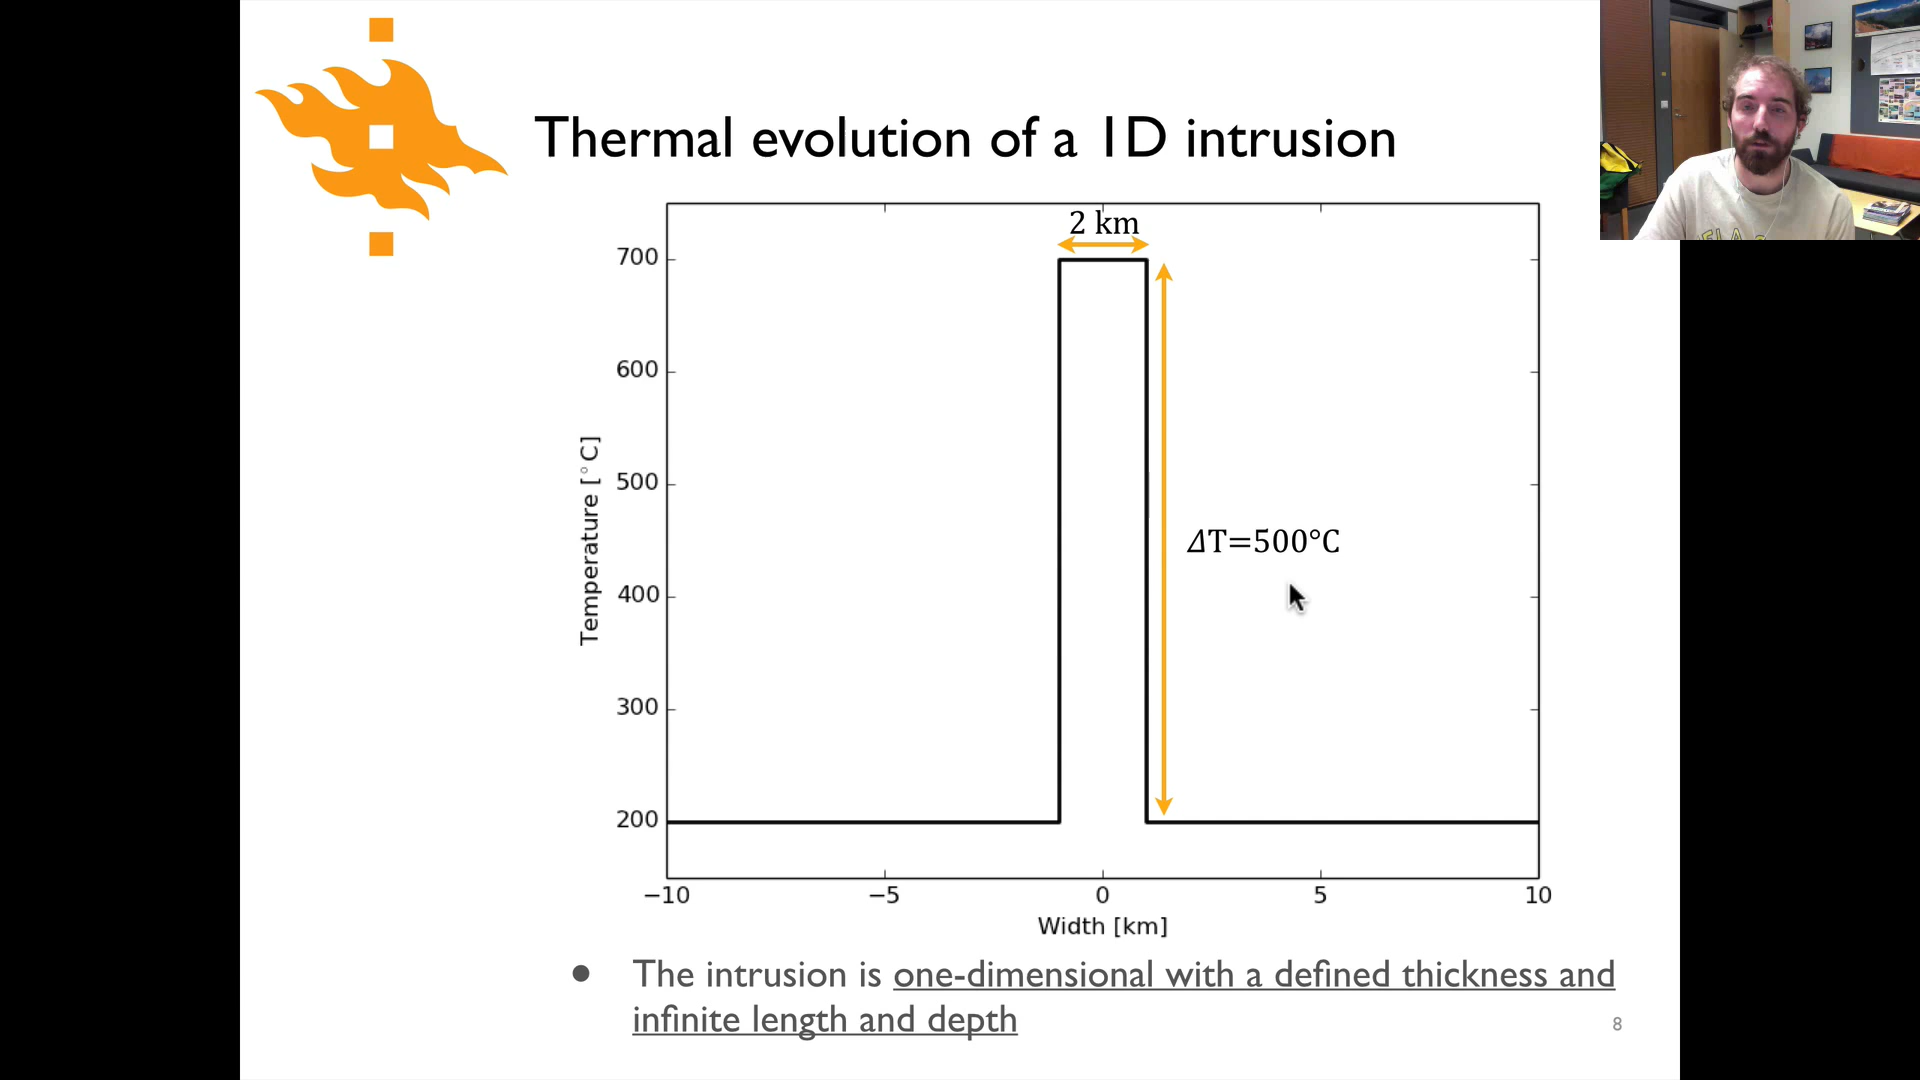 Thermal evolution of a 1D intrusion
2 km
700
600
500
400
300
200
Temperature [°C]
ΔT=500°C
−10
−5
0
5
10
Width [km]
• The intrusion is one-dimensional with a defined thickness and
infinite length and depth
8